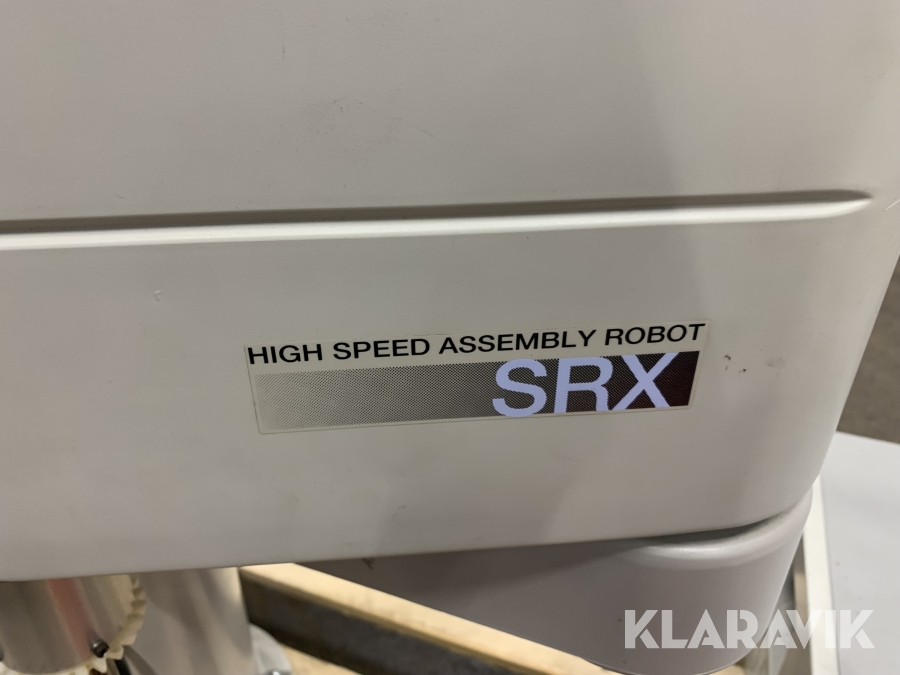 HIGH SPEED ASSEMBLY ROBOT
SRX
KLARAVIK